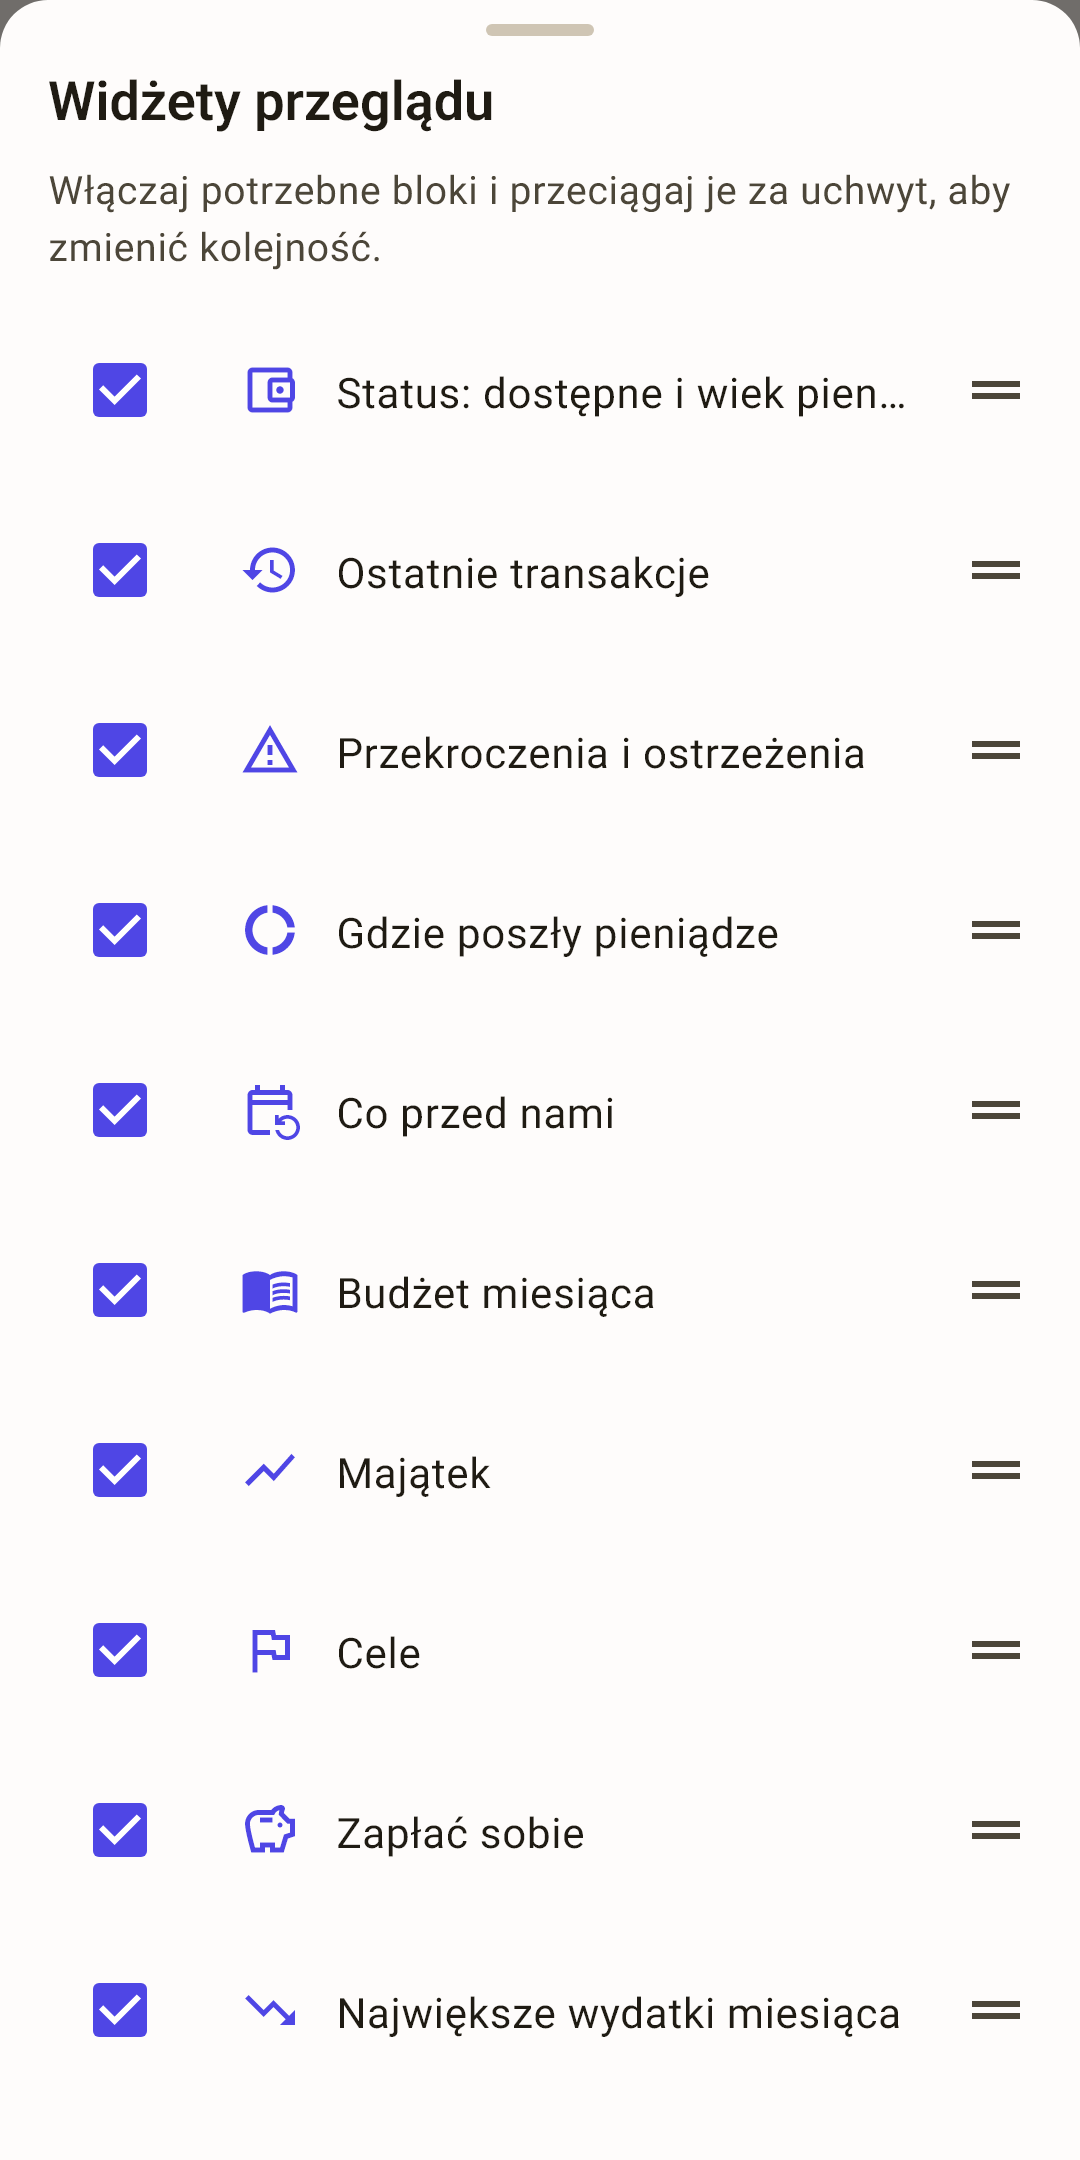 Widżety przeglądu
Włączaj potrzebne bloki i przeciągaj je za uchwyt, aby
zmienić kolejność.
Status: dostępne i wiek pien…
Ostatnie transakcje
Przekroczenia i ostrzeżenia
Gdzie poszły pieniądze
Co przed nami
Budżet miesiąca
Majątek
Cele
Zapłać sobie
Największe wydatki miesiąca